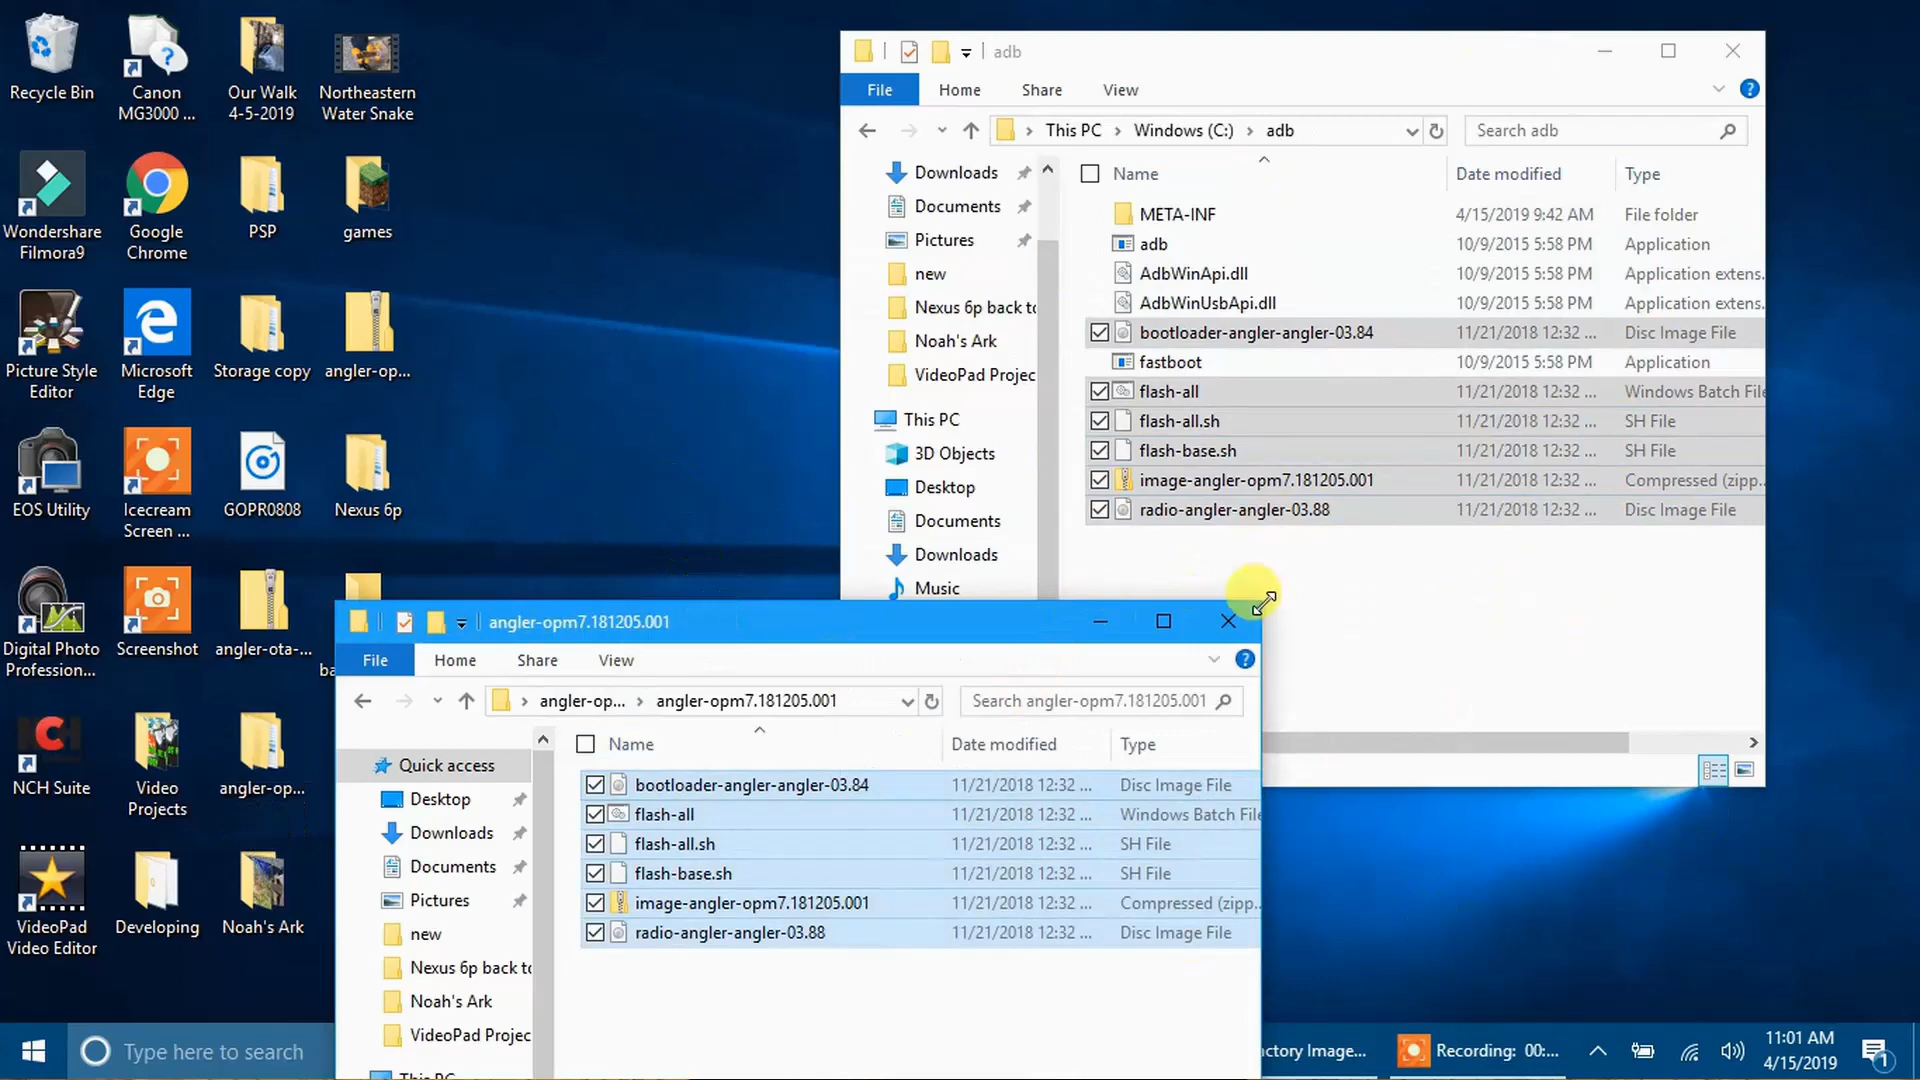 Recycle Bin
Canon
MG3000 ...
Our Walk
4-5-2019
Northeastern
Water Snake
Wondershare
Filmora9
Google
Chrome
PSP
games
Picture Style
Editor
Microsoft
Edge
Storage copy
angler-op...
EOS Utility
Icecream
Screen ...
GOPR0808
Nexus 6p
Digital Photo
Profession...
Screenshot
angler-ota-...
NCH Suite
Video
Projects
angler-op...
VideoPad
Video Editor
Developing
Noah's Ark
adb
File Home Share View
This PC > Windows (C:) > adb
Search adb
Downloads
Documents
Pictures
new
Nexus 6p back to
Noah's Ark
VideoPad Projec
This PC
3D Objects
Desktop
Documents
Downloads
Music
Name Date modified Type
META-INF 4/15/2019 9:42 AM File folder
adb 10/9/2015 5:58 PM Application
AdbWinApi.dll 10/9/2015 5:58 PM Application extens.
AdbWinUsbApi.dll 10/9/2015 5:58 PM Application extens.
bootloader-angler-angler-03.84 11/21/2018 12:32 ... Disc Image File
fastboot 10/9/2015 5:58 PM Application
flash-all 11/21/2018 12:32 ... Windows Batch File
flash-all.sh 11/21/2018 12:32 ... SH File
flash-base.sh 11/21/2018 12:32 ... SH File
image-angler-opm7.181205.001 11/21/2018 12:32 ... Compressed (zipp...
radio-angler-angler-03.88 11/21/2018 12:32 ... Disc Image File
angler-opm7.181205.001
File Home Share View
angler-op... > angler-opm7.181205.001
Search angler-opm7.181205.001
Quick access
Desktop
Downloads
Documents
Pictures
new
Nexus 6p back to
Noah's Ark
VideoPad Projec
This PC
Name Date modified Type
bootloader-angler-angler-03.84 11/21/2018 12:32 ... Disc Image File
flash-all 11/21/2018 12:32 ... Windows Batch File
flash-all.sh 11/21/2018 12:32 ... SH File
flash-base.sh 11/21/2018 12:32 ... SH File
image-angler-opm7.181205.001 11/21/2018 12:32 ... Compressed (zipp...
radio-angler-angler-03.88 11/21/2018 12:32 ... Disc Image File
Type here to search
ctory Image...
Recording: 00:...
11:01 AM
4/15/2019
1